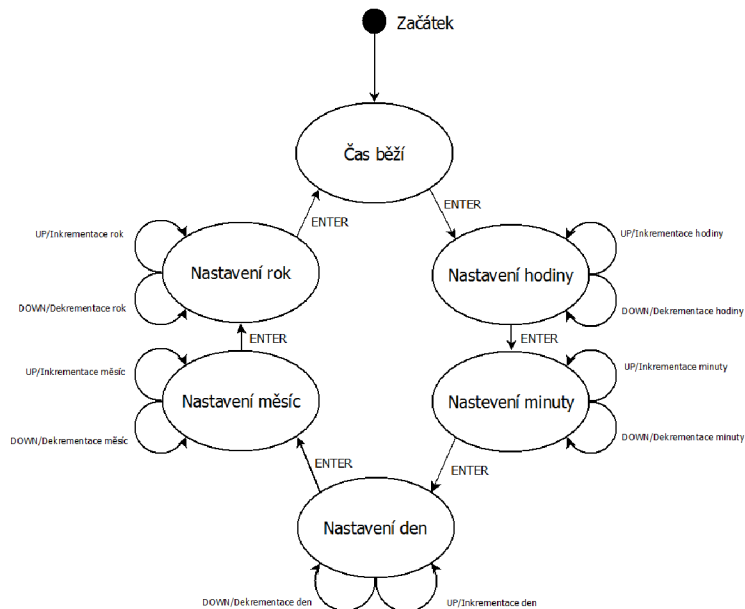 Začátek
Čas běží
ENTER
ENTER
UP/Inkrementace rok
UP/Inkrementace hodiny
Nastavení rok
Nastavení hodiny
DOWN/Dekrementace rok
DOWN/Dekrementace hodiny
ENTER
ENTER
UP/Inkrementace měsíc
UP/Inkrementace minuty
Nastavení měsíc
Nastevení minuty
DOWN/Dekrementace měsíc
DOWN/Dekrementace minuty
ENTER
ENTER
Nastavení den
DOWN/Dekrementace den
UP/Inkrementace den